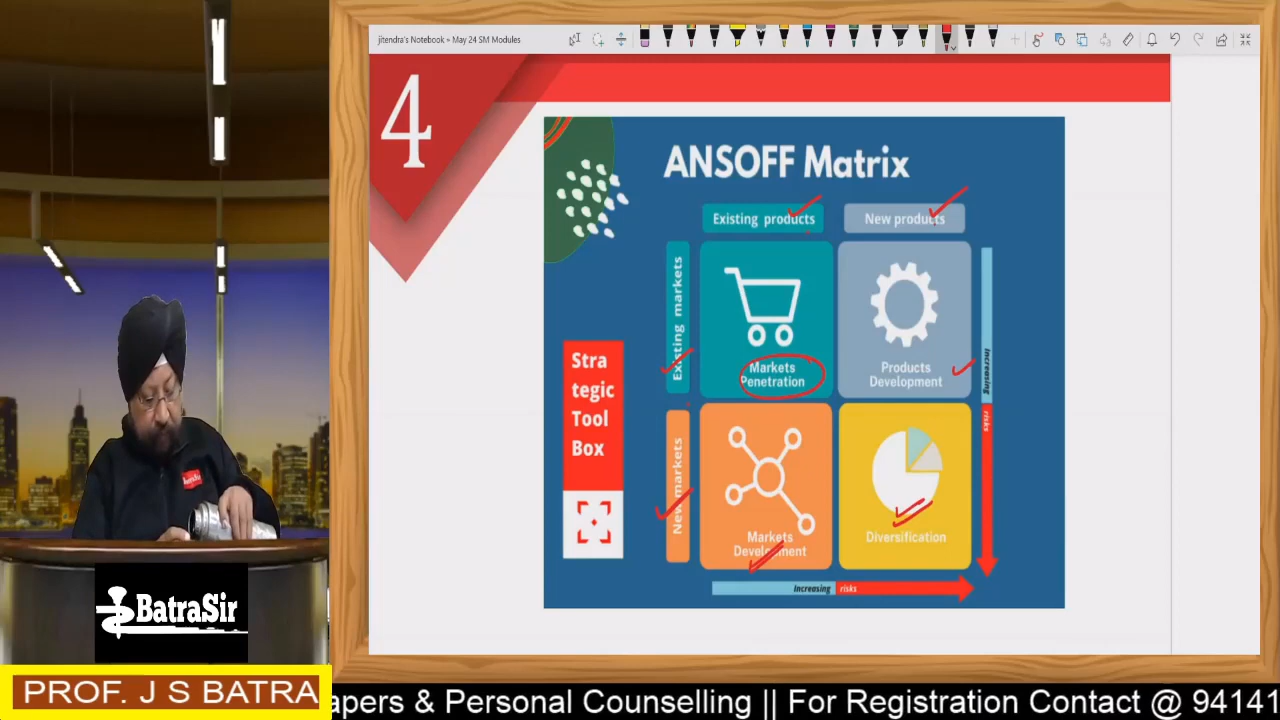 jitendra's Notebook » May 24 SM Modules
4
ANSOFF Matrix
Existing products
New products
Existing markets
Markets
Penetration
Products
Development
Increasing
risks
Stra
tegic
Tool
Box
New markets
Markets
Development
Diversification
Increasing risks
BatraSir
PROF. J S BATRA
apers & Personal Counselling || For Registration Contact @ 94141